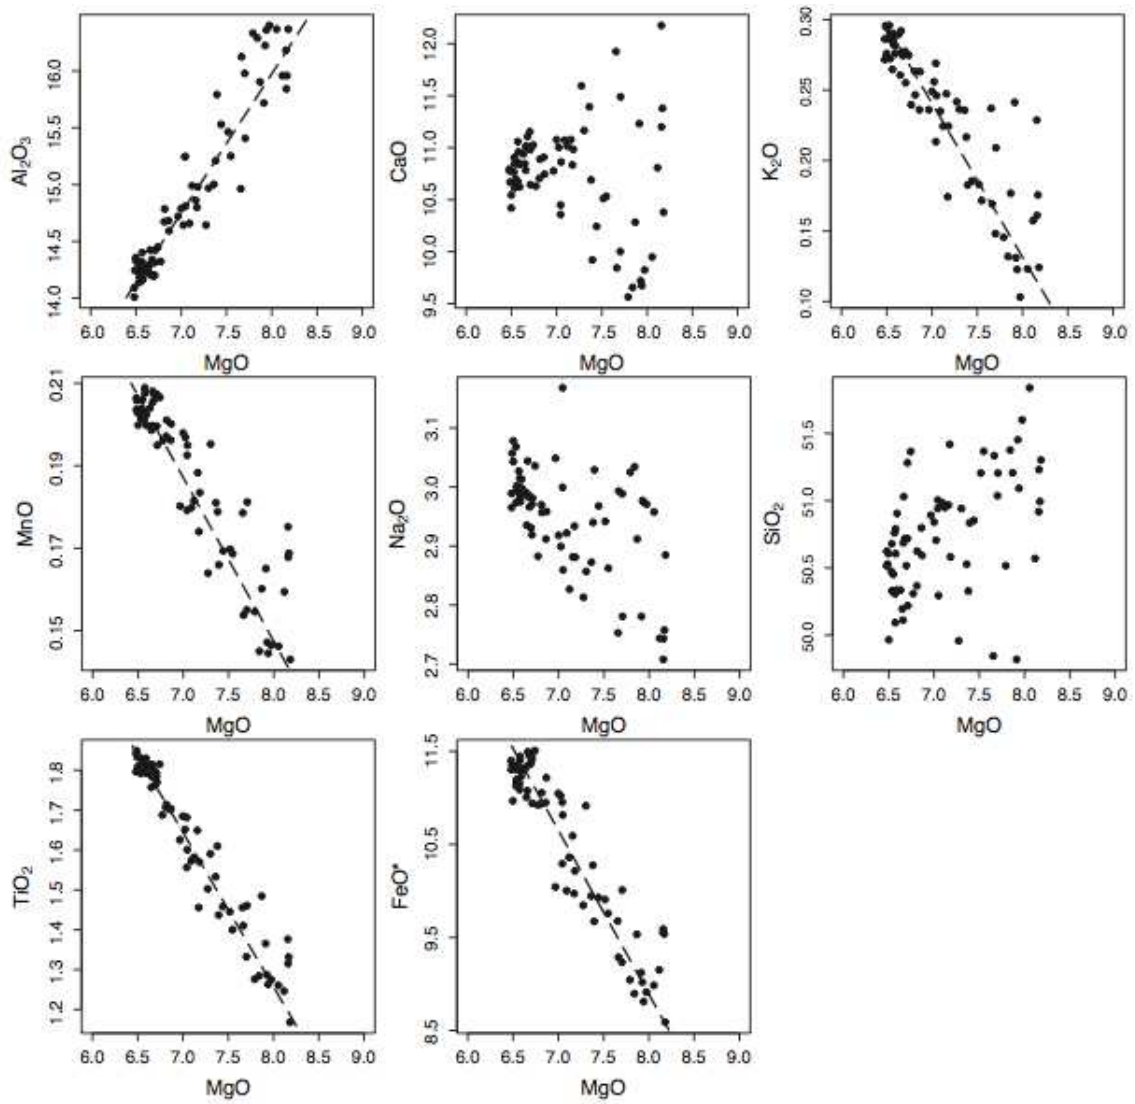 Al₂O₃
14.0 14.5 15.0 15.5 16.0
6.0 6.5 7.0 7.5 8.0 8.5 9.0
MgO
CaO
9.5 10.0 10.5 11.0 11.5 12.0
6.0 6.5 7.0 7.5 8.0 8.5 9.0
MgO
K₂O
0.10 0.15 0.20 0.25 0.30
6.0 6.5 7.0 7.5 8.0 8.5 9.0
MgO
MnO
0.15 0.17 0.19 0.21
6.0 6.5 7.0 7.5 8.0 8.5 9.0
MgO
Na₂O
2.7 2.8 2.9 3.0 3.1
6.0 6.5 7.0 7.5 8.0 8.5 9.0
MgO
SiO₂
50.0 50.5 51.0 51.5
6.0 6.5 7.0 7.5 8.0 8.5 9.0
MgO
TiO₂
1.2 1.3 1.4 1.5 1.6 1.7 1.8
6.0 6.5 7.0 7.5 8.0 8.5 9.0
MgO
FeO*
8.5 9.5 10.5 11.5
6.0 6.5 7.0 7.5 8.0 8.5 9.0
MgO